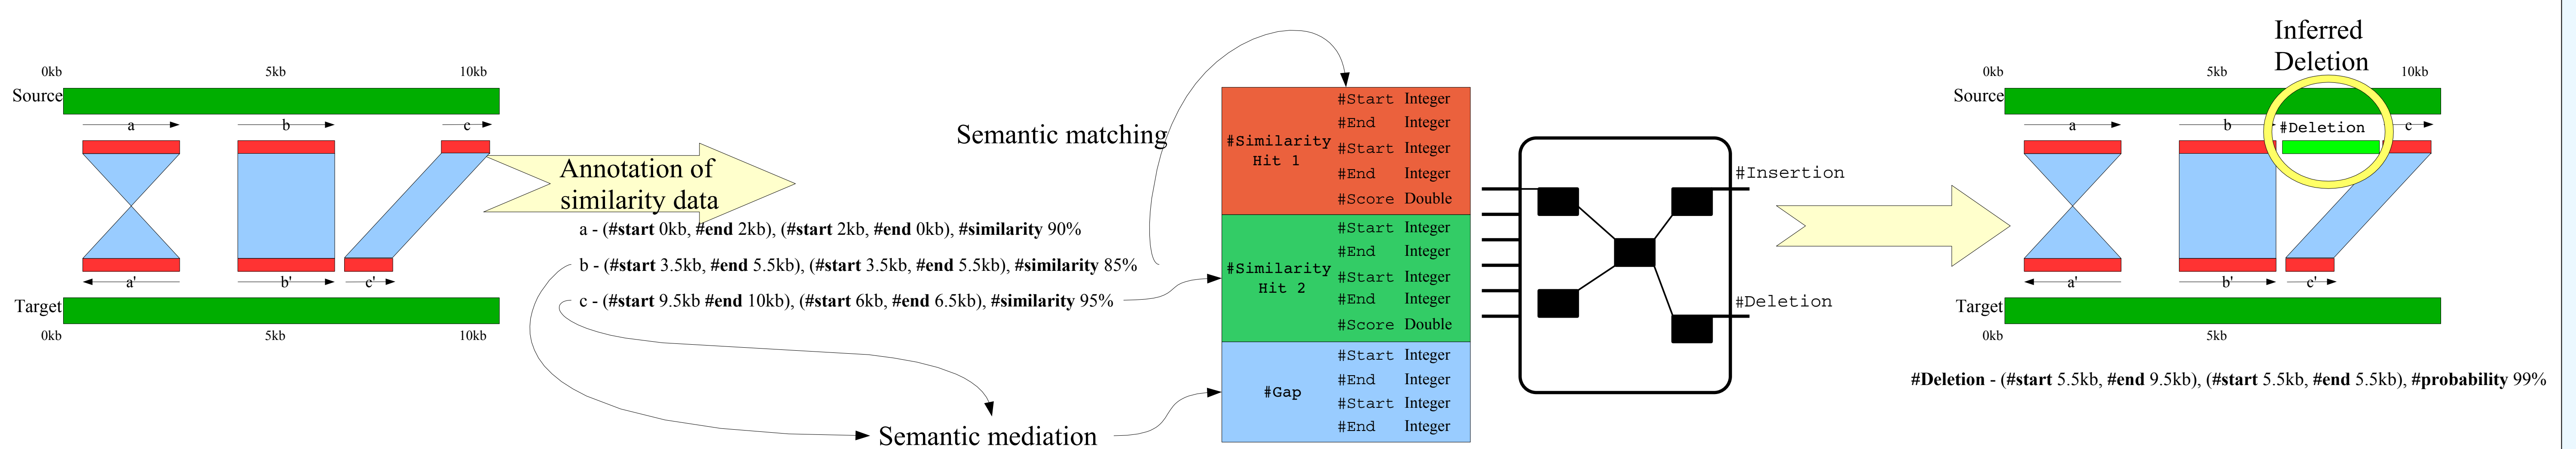 0kb 5kb 10kb
Source
a b c
a' b' c'
Target
0kb 5kb 10kb
Annotation of
similarity data
a - (#start 0kb, #end 2kb), (#start 2kb, #end 0kb), #similarity 90%
b - (#start 3.5kb, #end 5.5kb), (#start 3.5kb, #end 5.5kb), #similarity 85%
c - (#start 9.5kb #end 10kb), (#start 6kb, #end 6.5kb), #similarity 95%
Semantic matching
Semantic mediation
#Similarity
Hit 1
#Start Integer
#End Integer
#Start Integer
#End Integer
#Score Double
#Similarity
Hit 2
#Start Integer
#End Integer
#Start Integer
#End Integer
#Score Double
#Gap
#Start Integer
#End Integer
#Start Integer
#End Integer
#Insertion
#Deletion
Inferred
Deletion
0kb 5kb 10kb
Source
a b #Deletion c
a' b' c'
Target
0kb 5kb
#Deletion - (#start 5.5kb, #end 9.5kb), (#start 5.5kb, #end 5.5kb), #probability 99%